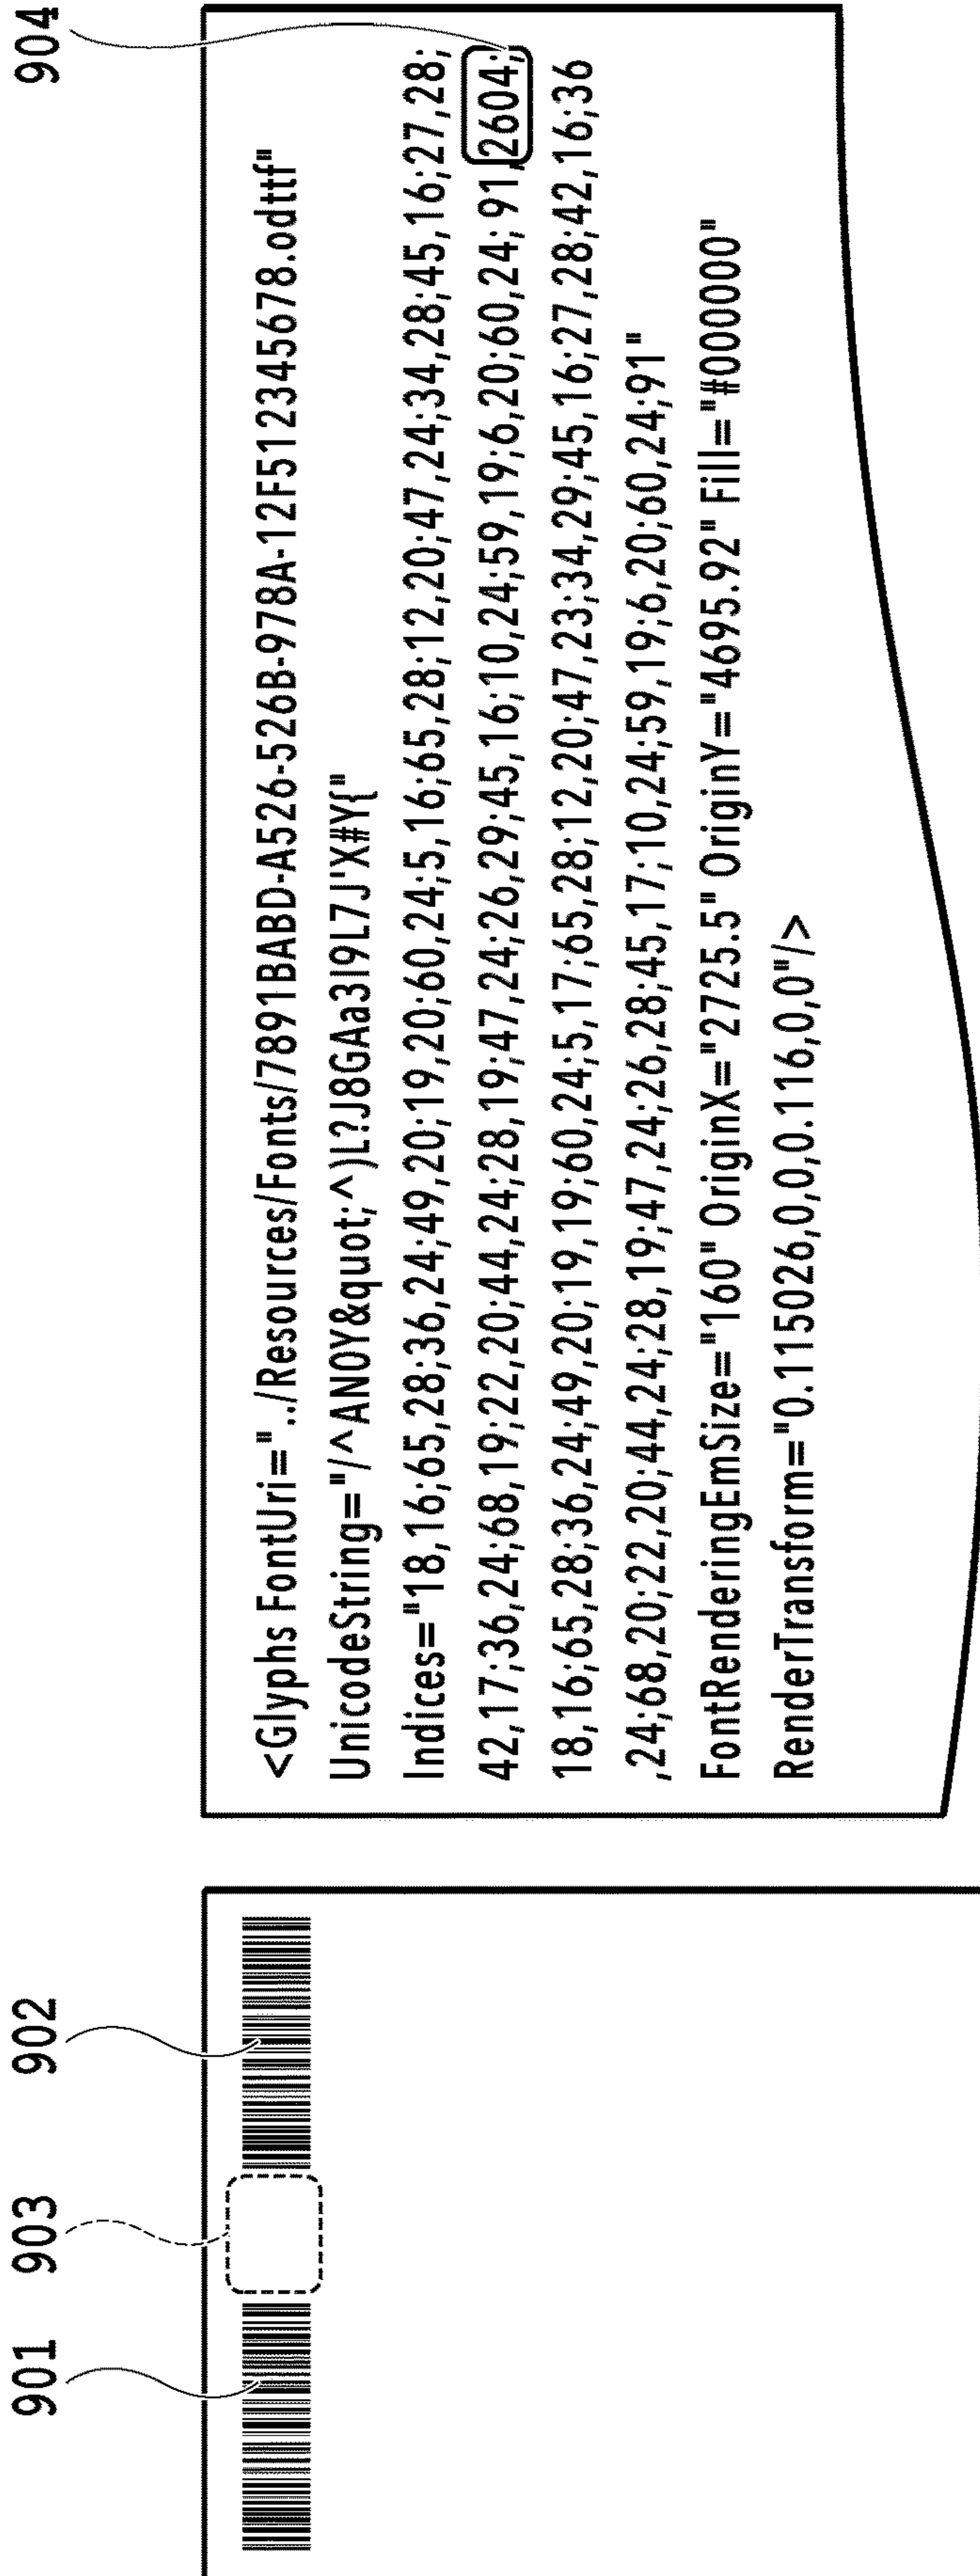 901
903
902
904
<Glyphs FontUri="../Resources/Fonts/7891BABD-A526-526B-978A-12F512345678.odttf"
UnicodeString="/^ANOY&quot;^)L?J8GAa3I9L7J'X#Y{"
Indices="18,16;65,28;36,24;49,20;19,20;60,24;5,16;65,28;12,20;47,24;34,28;45,16;27,28;
42,17;36,24;68,19;22,20;44,24;28,19;47,24;26,29;45,16;10,24;59,19;6,20;60,24; 91,2604;
18,16;65,28;36,24;49,20;19,19;60,24;5,17;65,28;12,20;47,23;34,29;45,16;27,28;42,16;36
,24;68,20;22,20;44,24;28,19;47,24;26,28;45,17;10,24;59,19;6,20;60,24;91"
FontRenderingEmSize="160" OriginX="2725.5" OriginY="4695.92" Fill="#000000"
RenderTransform="0.115026,0,0,0.116,0,0"/>